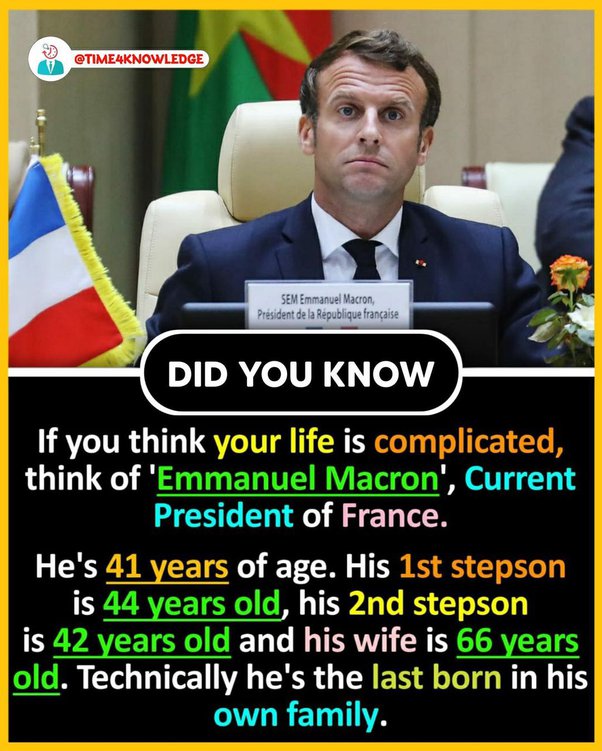 @TIME4KNOWLEDGE
SEM Emmanuel Macron,
Président de la République française
DID YOU KNOW
If you think your life is complicated,
think of 'Emmanuel Macron', Current
President of France.
He's 41 years of age. His 1st stepson
is 44 years old, his 2nd stepson
is 42 years old and his wife is 66 years
old. Technically he's the last born in his
own family.